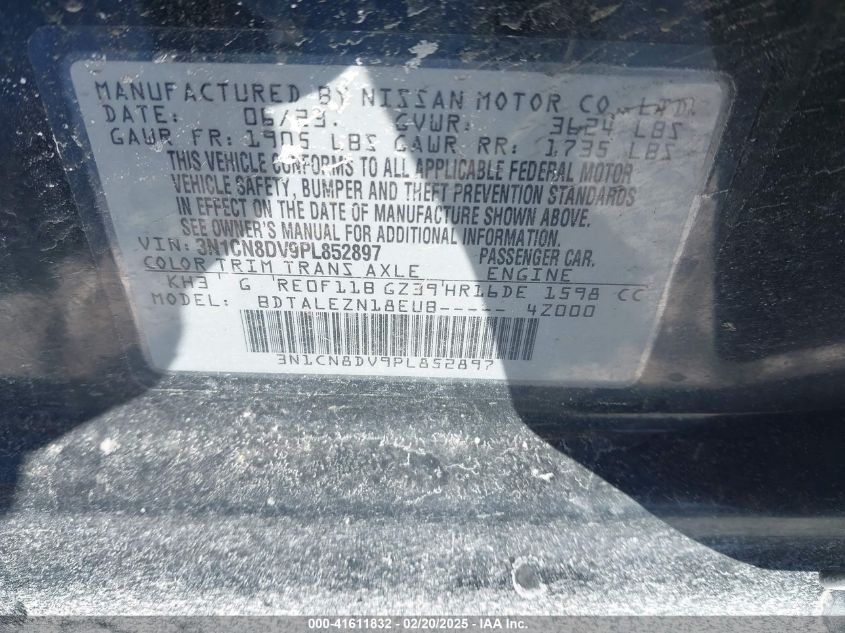 MANUFACTURED BY NISSAN MOTOR CO., LTD.
DATE: 06/23. GVWR: 3624 LBS
GAWR FR: 1905 LBS GAWR RR: 1735 LBS
THIS VEHICLE CONFORMS TO ALL APPLICABLE FEDERAL MOTOR
VEHICLE SAFETY, BUMPER AND THEFT PREVENTION STANDARDS
IN EFFECT ON THE DATE OF MANUFACTURE SHOWN ABOVE.
SEE OWNER'S MANUAL FOR ADDITIONAL INFORMATION.
VIN: 3N1CN8DV9PL852897 PASSENGER CAR.
COLOR TRIM TRANS AXLE ENGINE
KH3 G RE0F11B GZ39 HR16DE 1598 CC
MODEL: BDTALEZN18EUB----- 4Z000
3N1CN8DV9PL852897
000-41611832 - 02/20/2025 - IAA Inc.